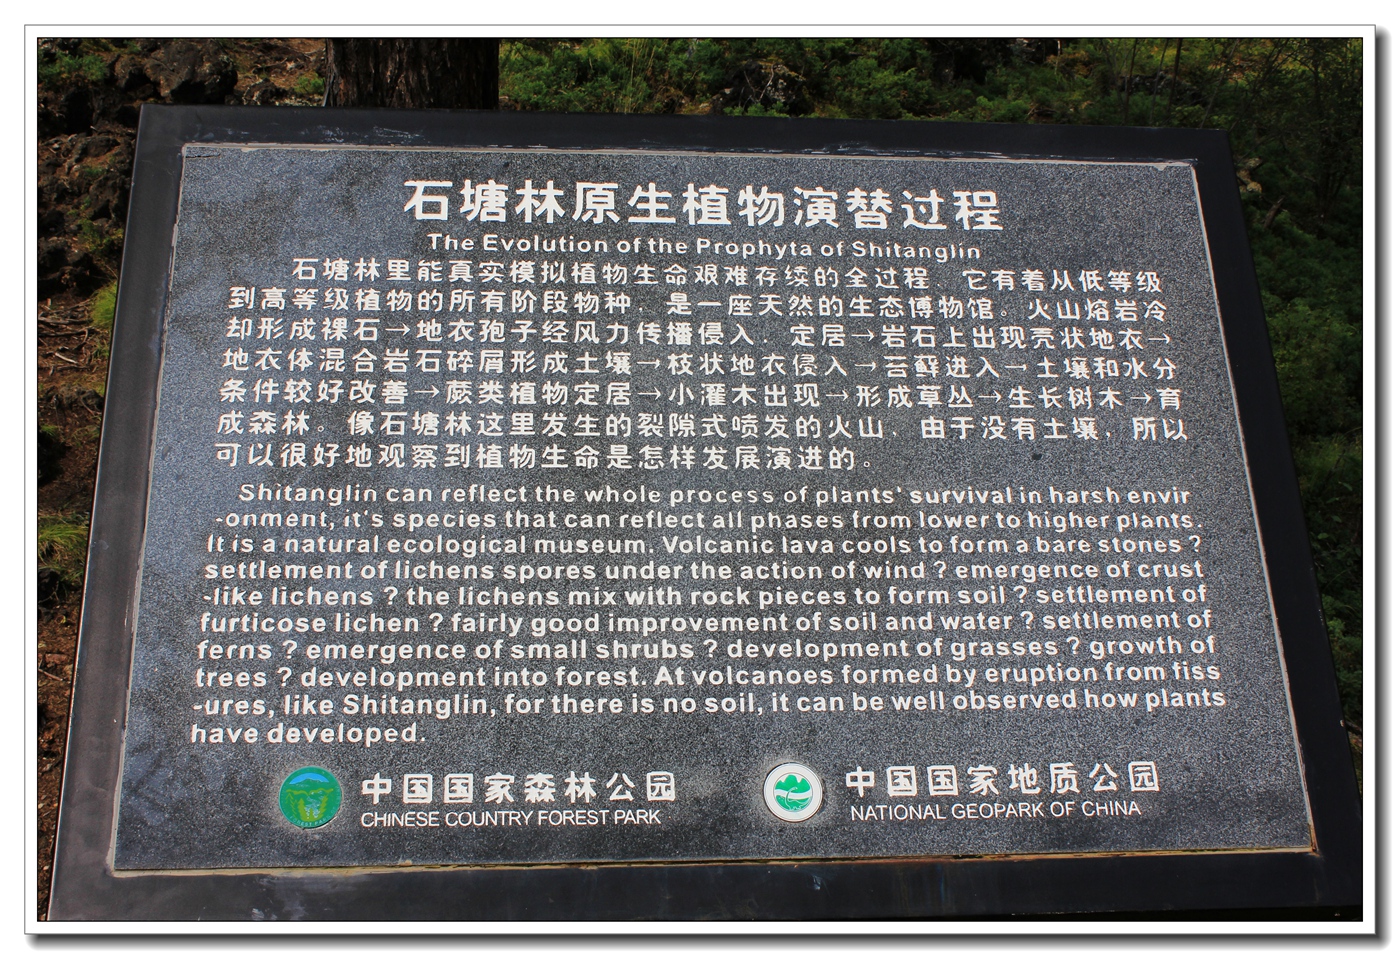 石塘林原生植物演替过程
The Evolution of the Prophyta of Shitanglin
石塘林里能真实模拟植物生命艰难存续的全过程，它有着从低等级
到高等级植物的所有阶段物种，是一座天然的生态博物馆。火山熔岩冷
却形成裸石→地衣孢子经风力传播侵入，定居→岩石上出现壳状地衣→
地衣体混合岩石碎屑形成土壤→枝状地衣侵入→苔藓进入→土壤和水分
条件较好改善→蕨类植物定居→小灌木出现→形成草丛→生长树木→育
成森林。像石塘林这里发生的裂隙式喷发的火山，由于没有土壤，所以
可以很好地观察到植物生命是怎样发展演进的。
Shitanglin can reflect the whole process of plants' survival in harsh envir
-onment, it's species that can reflect all phases from lower to higher plants.
It is a natural ecological museum. Volcanic lava cools to form a bare stones ?
settlement of lichens spores under the action of wind ? emergence of crust
-like lichens ? the lichens mix with rock pieces to form soil ? settlement of
furticose lichen ? fairly good improvement of soil and water ? settlement of
ferns ? emergence of small shrubs ? development of grasses ? growth of
trees ? development into forest. At volcanoes formed by eruption from fiss
-ures, like Shitanglin, for there is no soil, it can be well observed how plants
have developed.
中国国家森林公园
CHINESE COUNTRY FOREST PARK
中国国家地质公园
NATIONAL GEOPARK OF CHINA